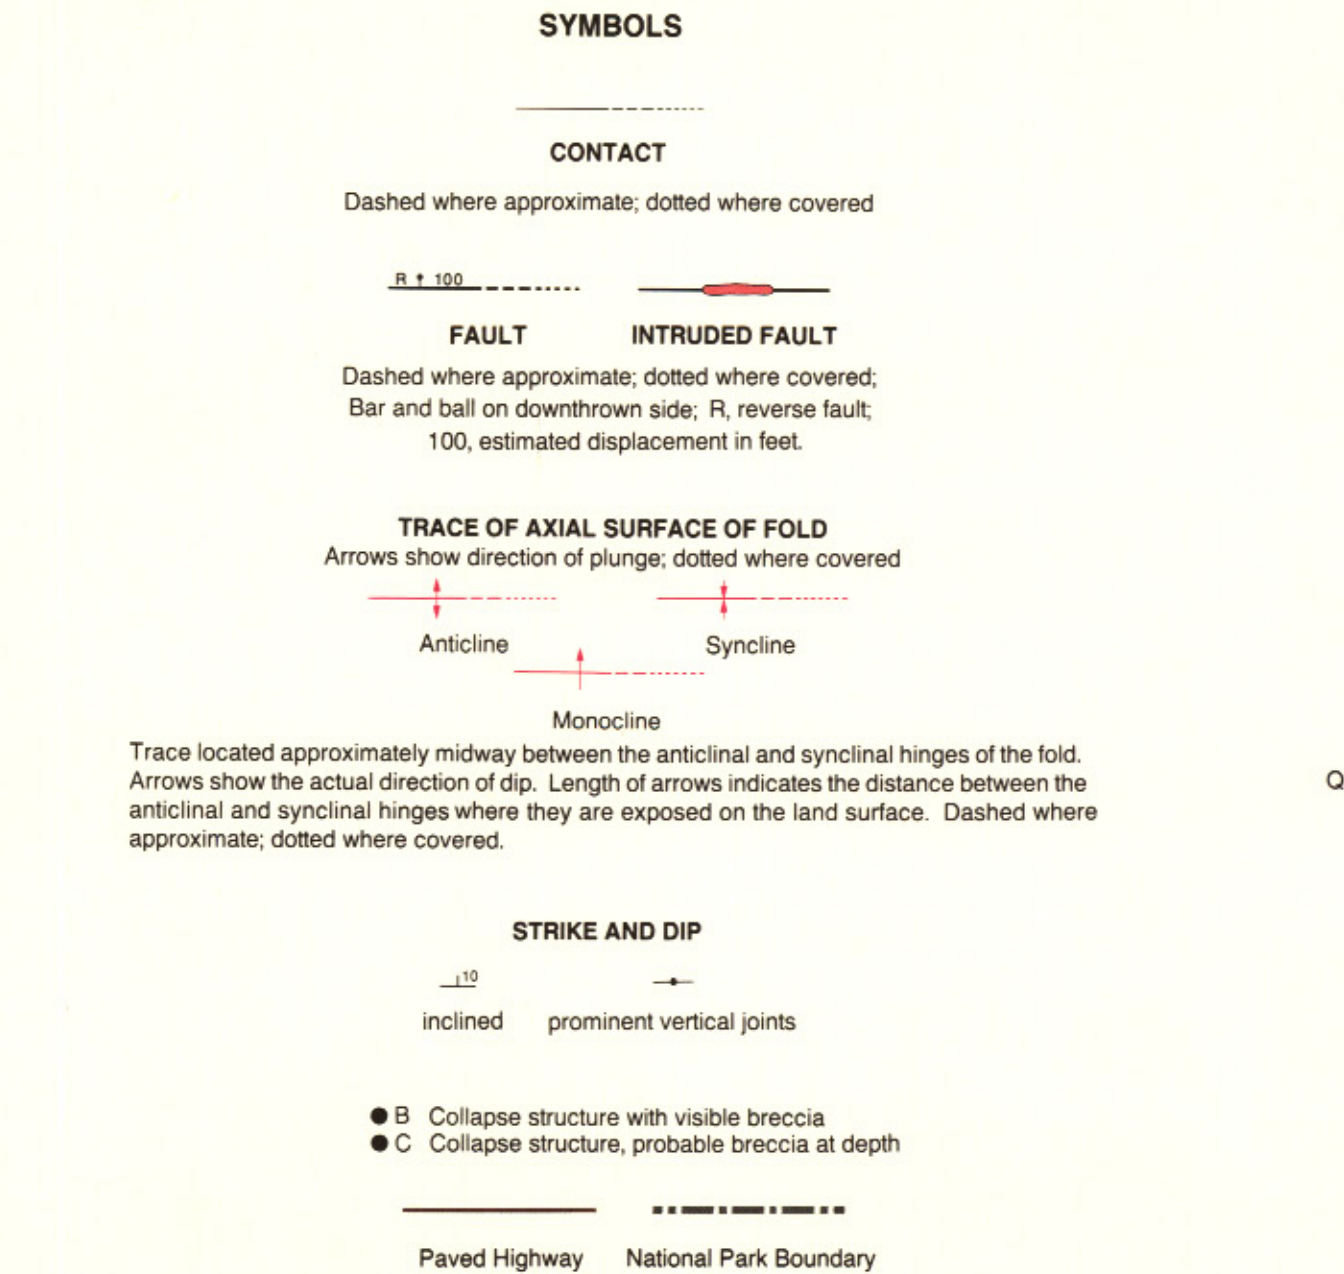 SYMBOLS
CONTACT
Dashed where approximate; dotted where covered
R 100
FAULT INTRUDED FAULT
Dashed where approximate; dotted where covered;
Bar and ball on downthrown side; R, reverse fault;
100, estimated displacement in feet.
TRACE OF AXIAL SURFACE OF FOLD
Arrows show direction of plunge; dotted where covered
Anticline Syncline
Monocline
Trace located approximately midway between the anticlinal and synclinal hinges of the fold.
Arrows show the actual direction of dip. Length of arrows indicates the distance between the
Q
anticlinal and synclinal hinges where they are exposed on the land surface. Dashed where
approximate; dotted where covered.
STRIKE AND DIP
10
inclined prominent vertical joints
B Collapse structure with visible breccia
C Collapse structure, probable breccia at depth
Paved Highway National Park Boundary